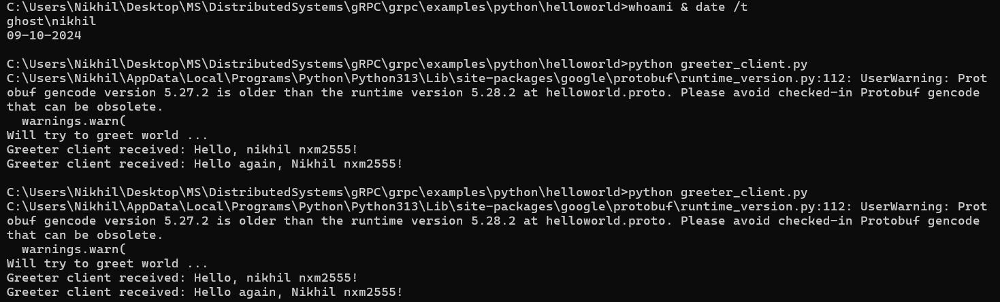 C:\Users\Nikhil\Desktop\MS\DistributedSystems\gRPC\grpc\examples\python\helloworld>whoami & date /t
ghost\nikhil
09-10-2024
C:\Users\Nikhil\Desktop\MS\DistributedSystems\gRPC\grpc\examples\python\helloworld>python greeter_client.py
C:\Users\Nikhil\AppData\Local\Programs\Python\Python313\Lib\site-packages\google\protobuf\runtime_version.py:112: UserWarning: Prot
obuf gencode version 5.27.2 is older than the runtime version 5.28.2 at helloworld.proto. Please avoid checked-in Protobuf gencode
that can be obsolete.
  warnings.warn(
Will try to greet world ...
Greeter client received: Hello, nikhil nxm2555!
Greeter client received: Hello again, Nikhil nxm2555!
C:\Users\Nikhil\Desktop\MS\DistributedSystems\gRPC\grpc\examples\python\helloworld>python greeter_client.py
C:\Users\Nikhil\AppData\Local\Programs\Python\Python313\Lib\site-packages\google\protobuf\runtime_version.py:112: UserWarning: Prot
obuf gencode version 5.27.2 is older than the runtime version 5.28.2 at helloworld.proto. Please avoid checked-in Protobuf gencode
that can be obsolete.
  warnings.warn(
Will try to greet world ...
Greeter client received: Hello, nikhil nxm2555!
Greeter client received: Hello again, Nikhil nxm2555!